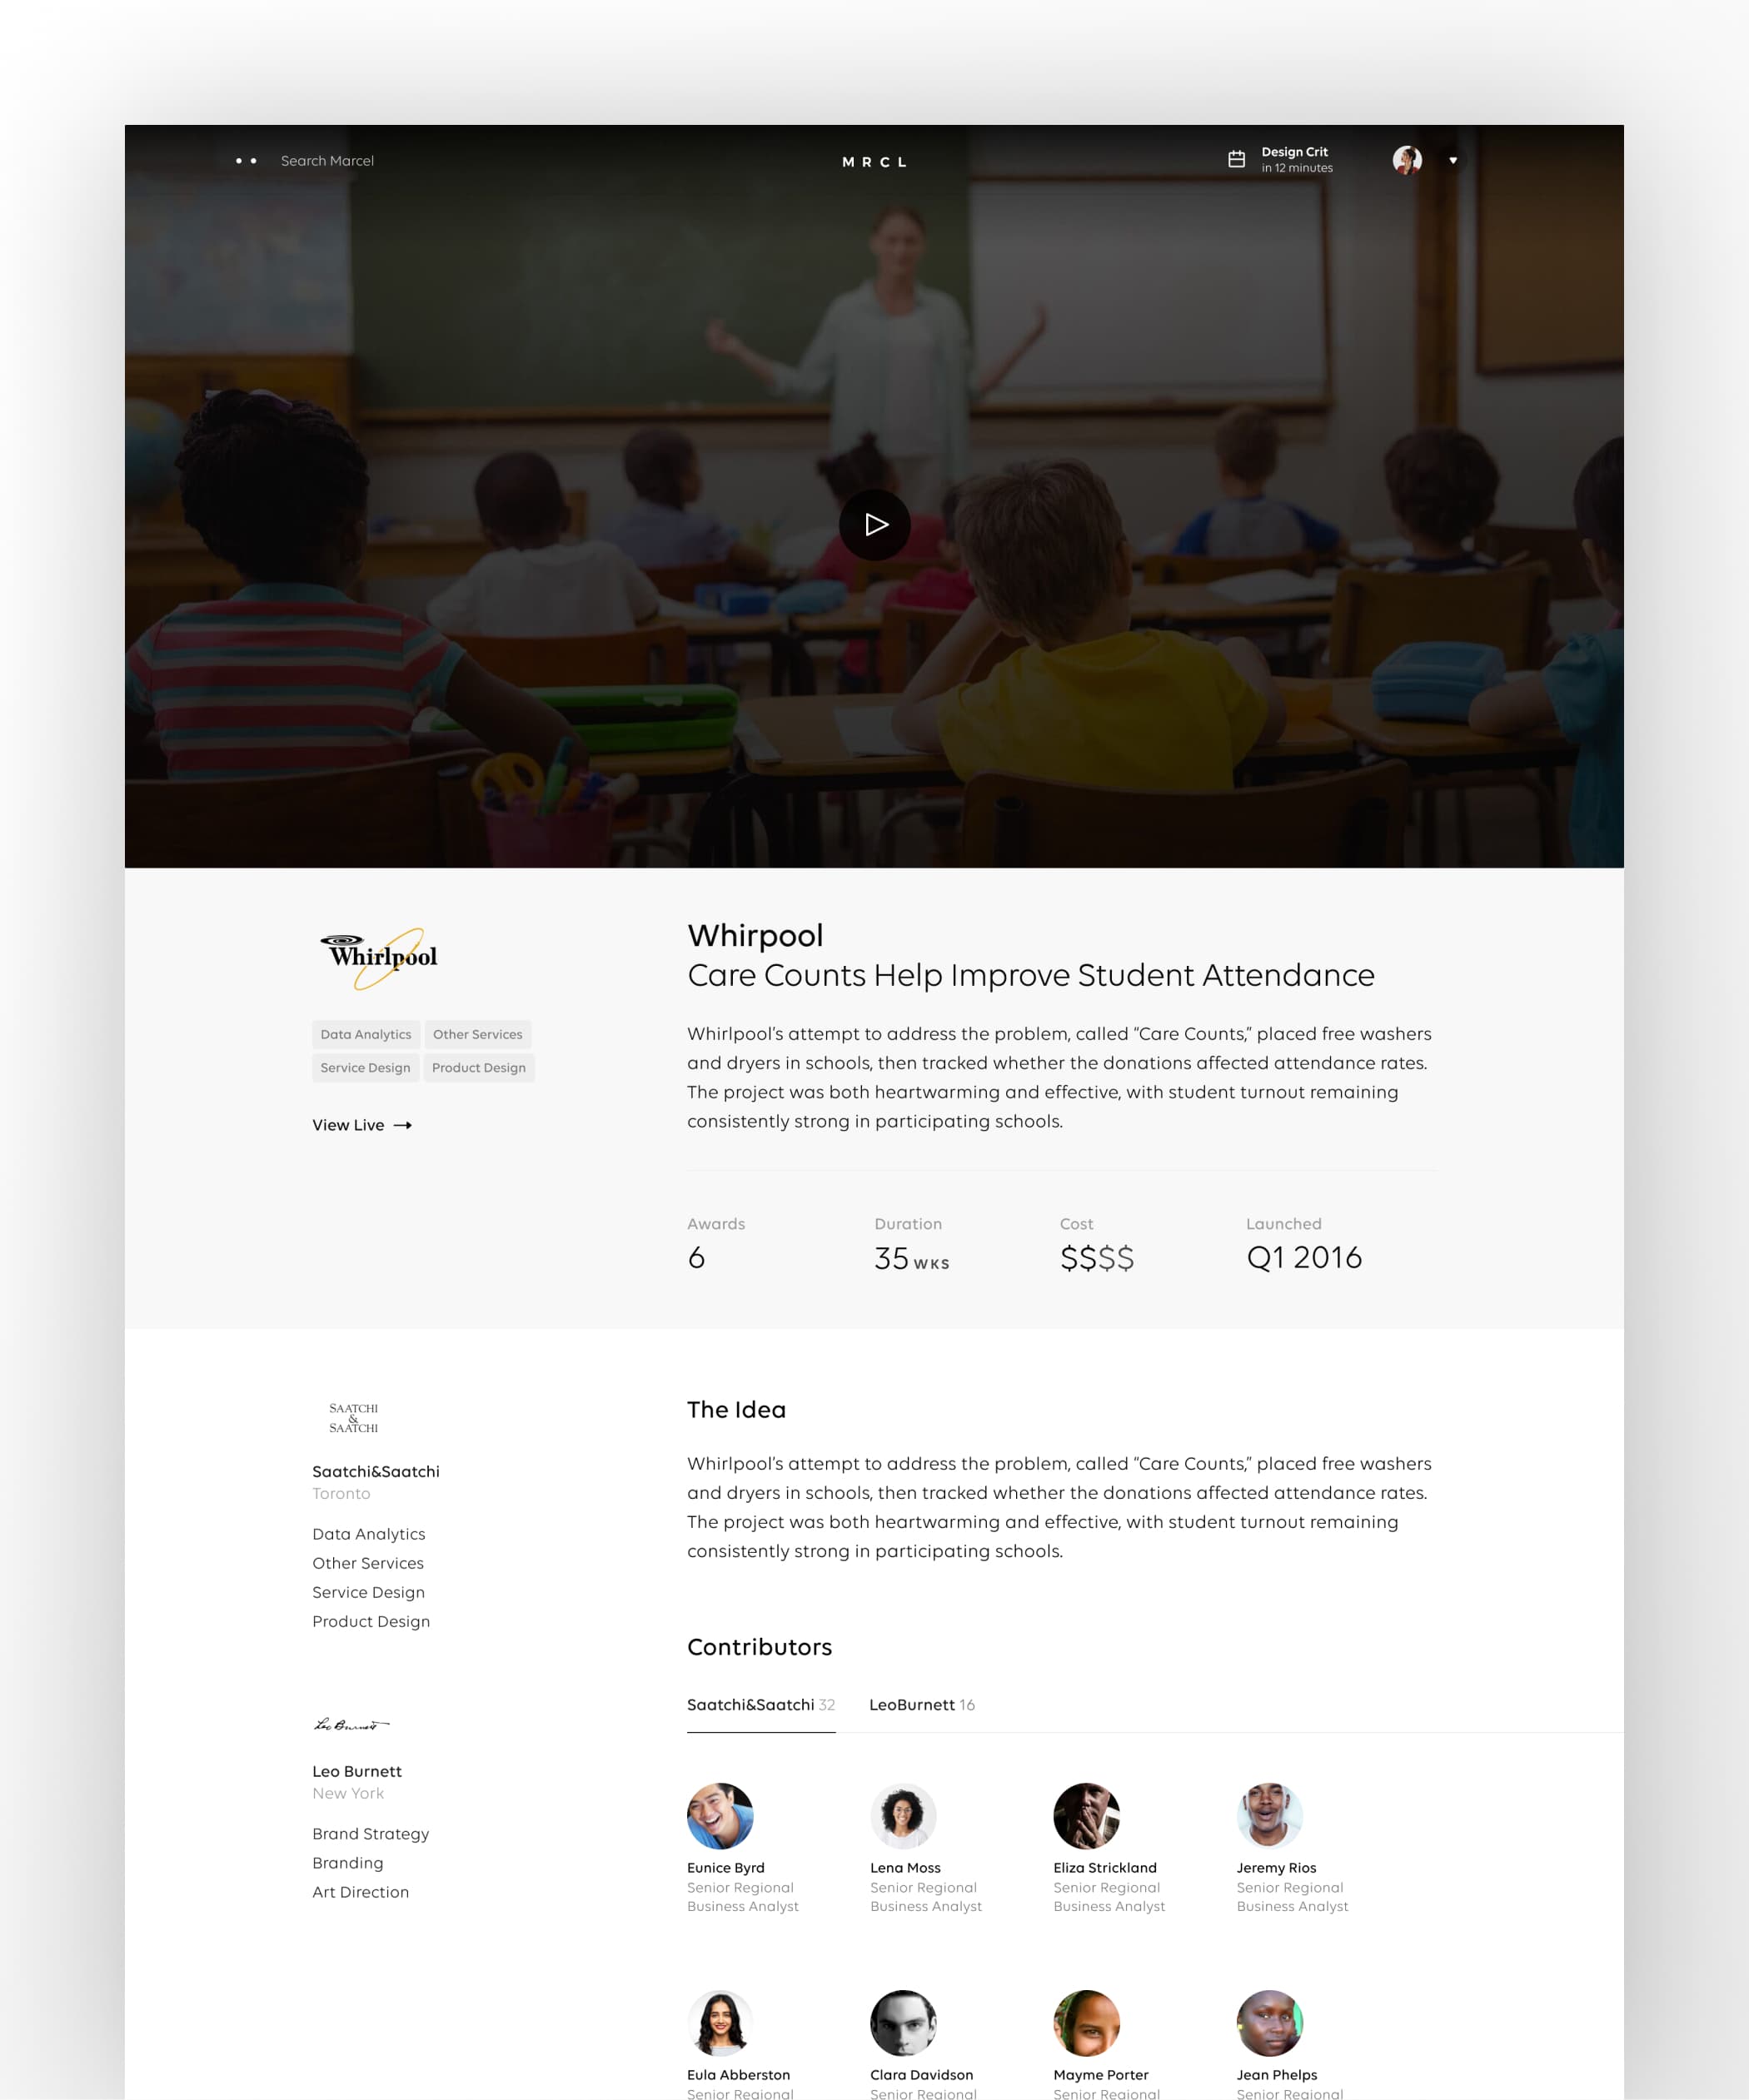 Search Marcel
MRCL
Design Crit
in 12 minutes
Whirlpool
Data Analytics
Other Services
Service Design
Product Design
View Live
Whirpool
Care Counts Help Improve Student Attendance
Whirlpool's attempt to address the problem, called “Care Counts,” placed free washers
and dryers in schools, then tracked whether the donations affected attendance rates.
The project was both heartwarming and effective, with student turnout remaining
consistently strong in participating schools.
Awards
6
Duration
35 WKS
Cost
$$$$
Launched
Q1 2016
SAATCHI
&
SAATCHI
Saatchi&Saatchi
Toronto
Data Analytics
Other Services
Service Design
Product Design
Leo Burnett
Leo Burnett
New York
Brand Strategy
Branding
Art Direction
The Idea
Whirlpool's attempt to address the problem, called “Care Counts,” placed free washers
and dryers in schools, then tracked whether the donations affected attendance rates.
The project was both heartwarming and effective, with student turnout remaining
consistently strong in participating schools.
Contributors
Saatchi&Saatchi 32
LeoBurnett 16
Eunice Byrd
Senior Regional
Business Analyst
Lena Moss
Senior Regional
Business Analyst
Eliza Strickland
Senior Regional
Business Analyst
Jeremy Rios
Senior Regional
Business Analyst
Eula Abberston
Senior Regional
Clara Davidson
Senior Regional
Mayme Porter
Senior Regional
Jean Phelps
Senior Regional